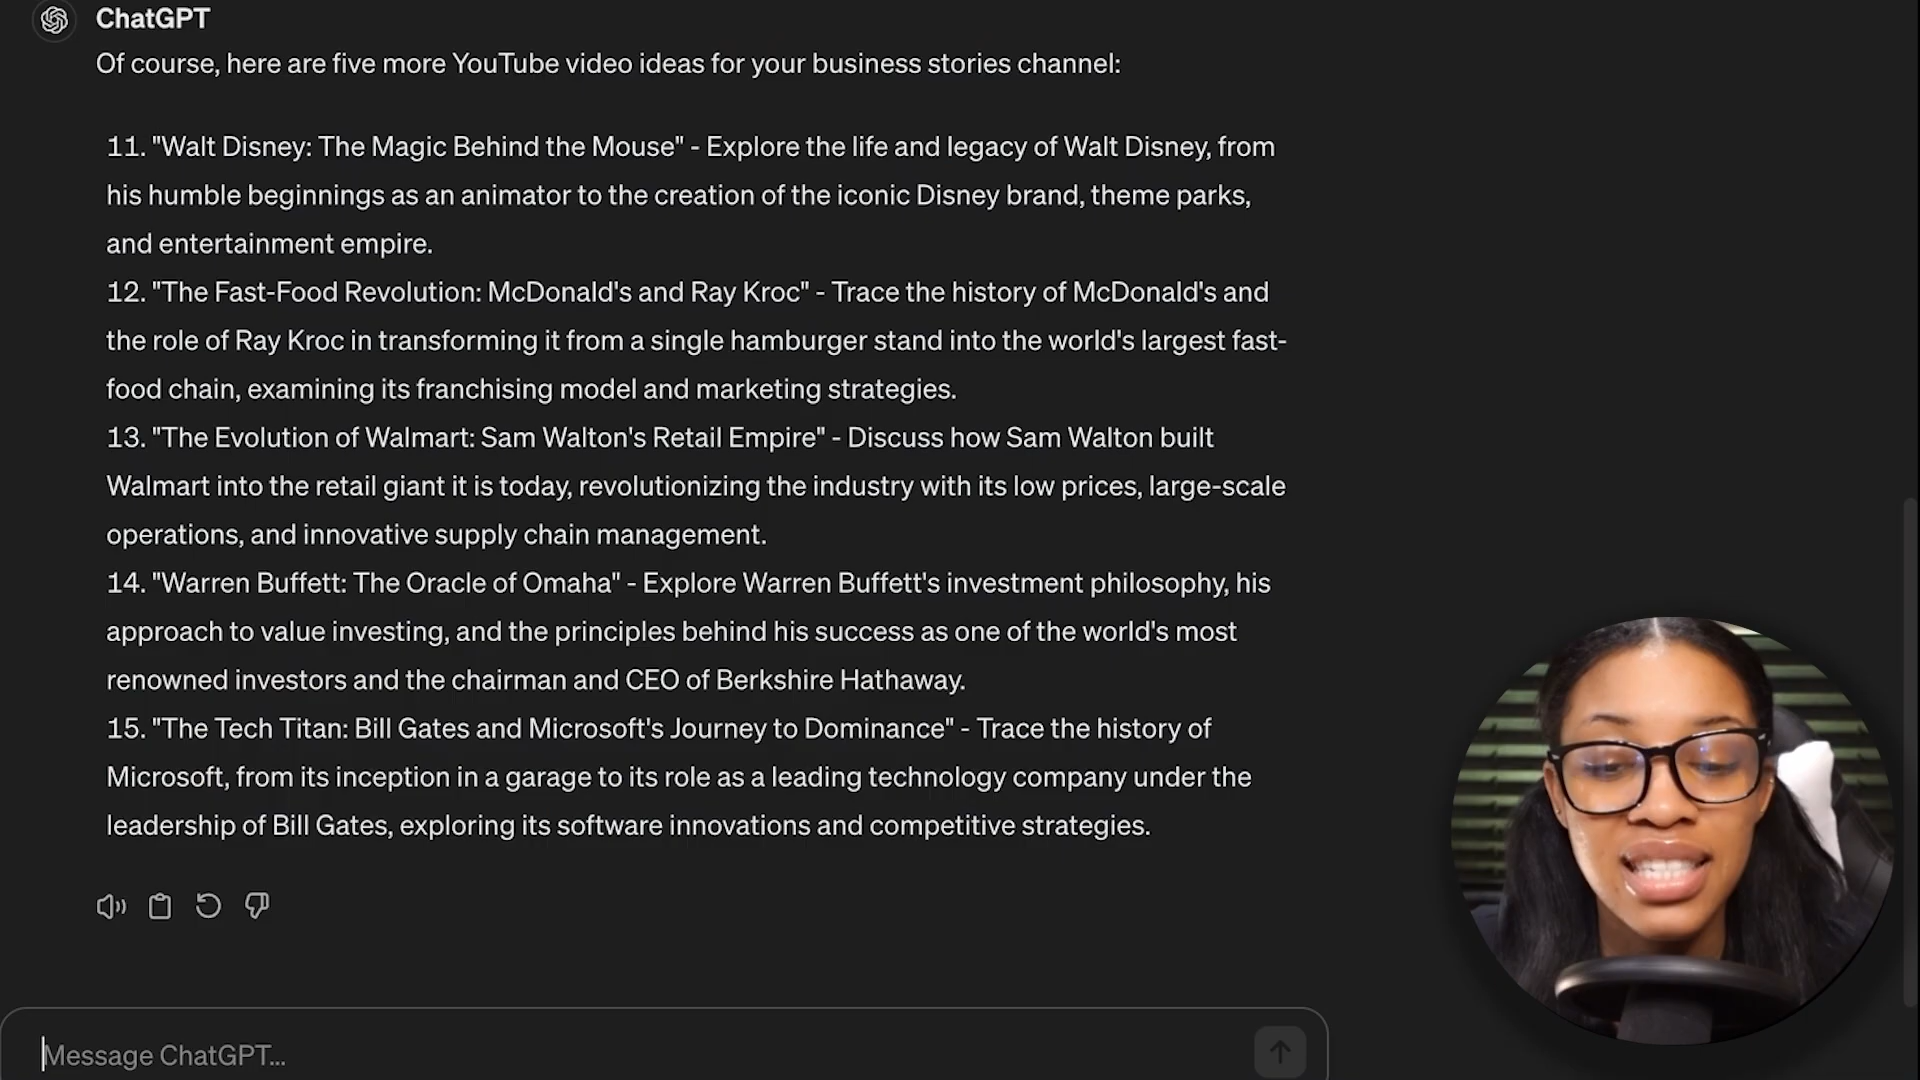 ChatGPT
Of course, here are five more YouTube video ideas for your business stories channel:
11. "Walt Disney: The Magic Behind the Mouse" - Explore the life and legacy of Walt Disney, from
his humble beginnings as an animator to the creation of the iconic Disney brand, theme parks,
and entertainment empire.
12. "The Fast-Food Revolution: McDonald's and Ray Kroc" - Trace the history of McDonald's and
the role of Ray Kroc in transforming it from a single hamburger stand into the world's largest fast-
food chain, examining its franchising model and marketing strategies.
13. "The Evolution of Walmart: Sam Walton's Retail Empire" - Discuss how Sam Walton built
Walmart into the retail giant it is today, revolutionizing the industry with its low prices, large-scale
operations, and innovative supply chain management.
14. "Warren Buffett: The Oracle of Omaha" - Explore Warren Buffett's investment philosophy, his
approach to value investing, and the principles behind his success as one of the world's most
renowned investors and the chairman and CEO of Berkshire Hathaway.
15. "The Tech Titan: Bill Gates and Microsoft's Journey to Dominance" - Trace the history of
Microsoft, from its inception in a garage to its role as a leading technology company under the
leadership of Bill Gates, exploring its software innovations and competitive strategies.
Message ChatGPT...